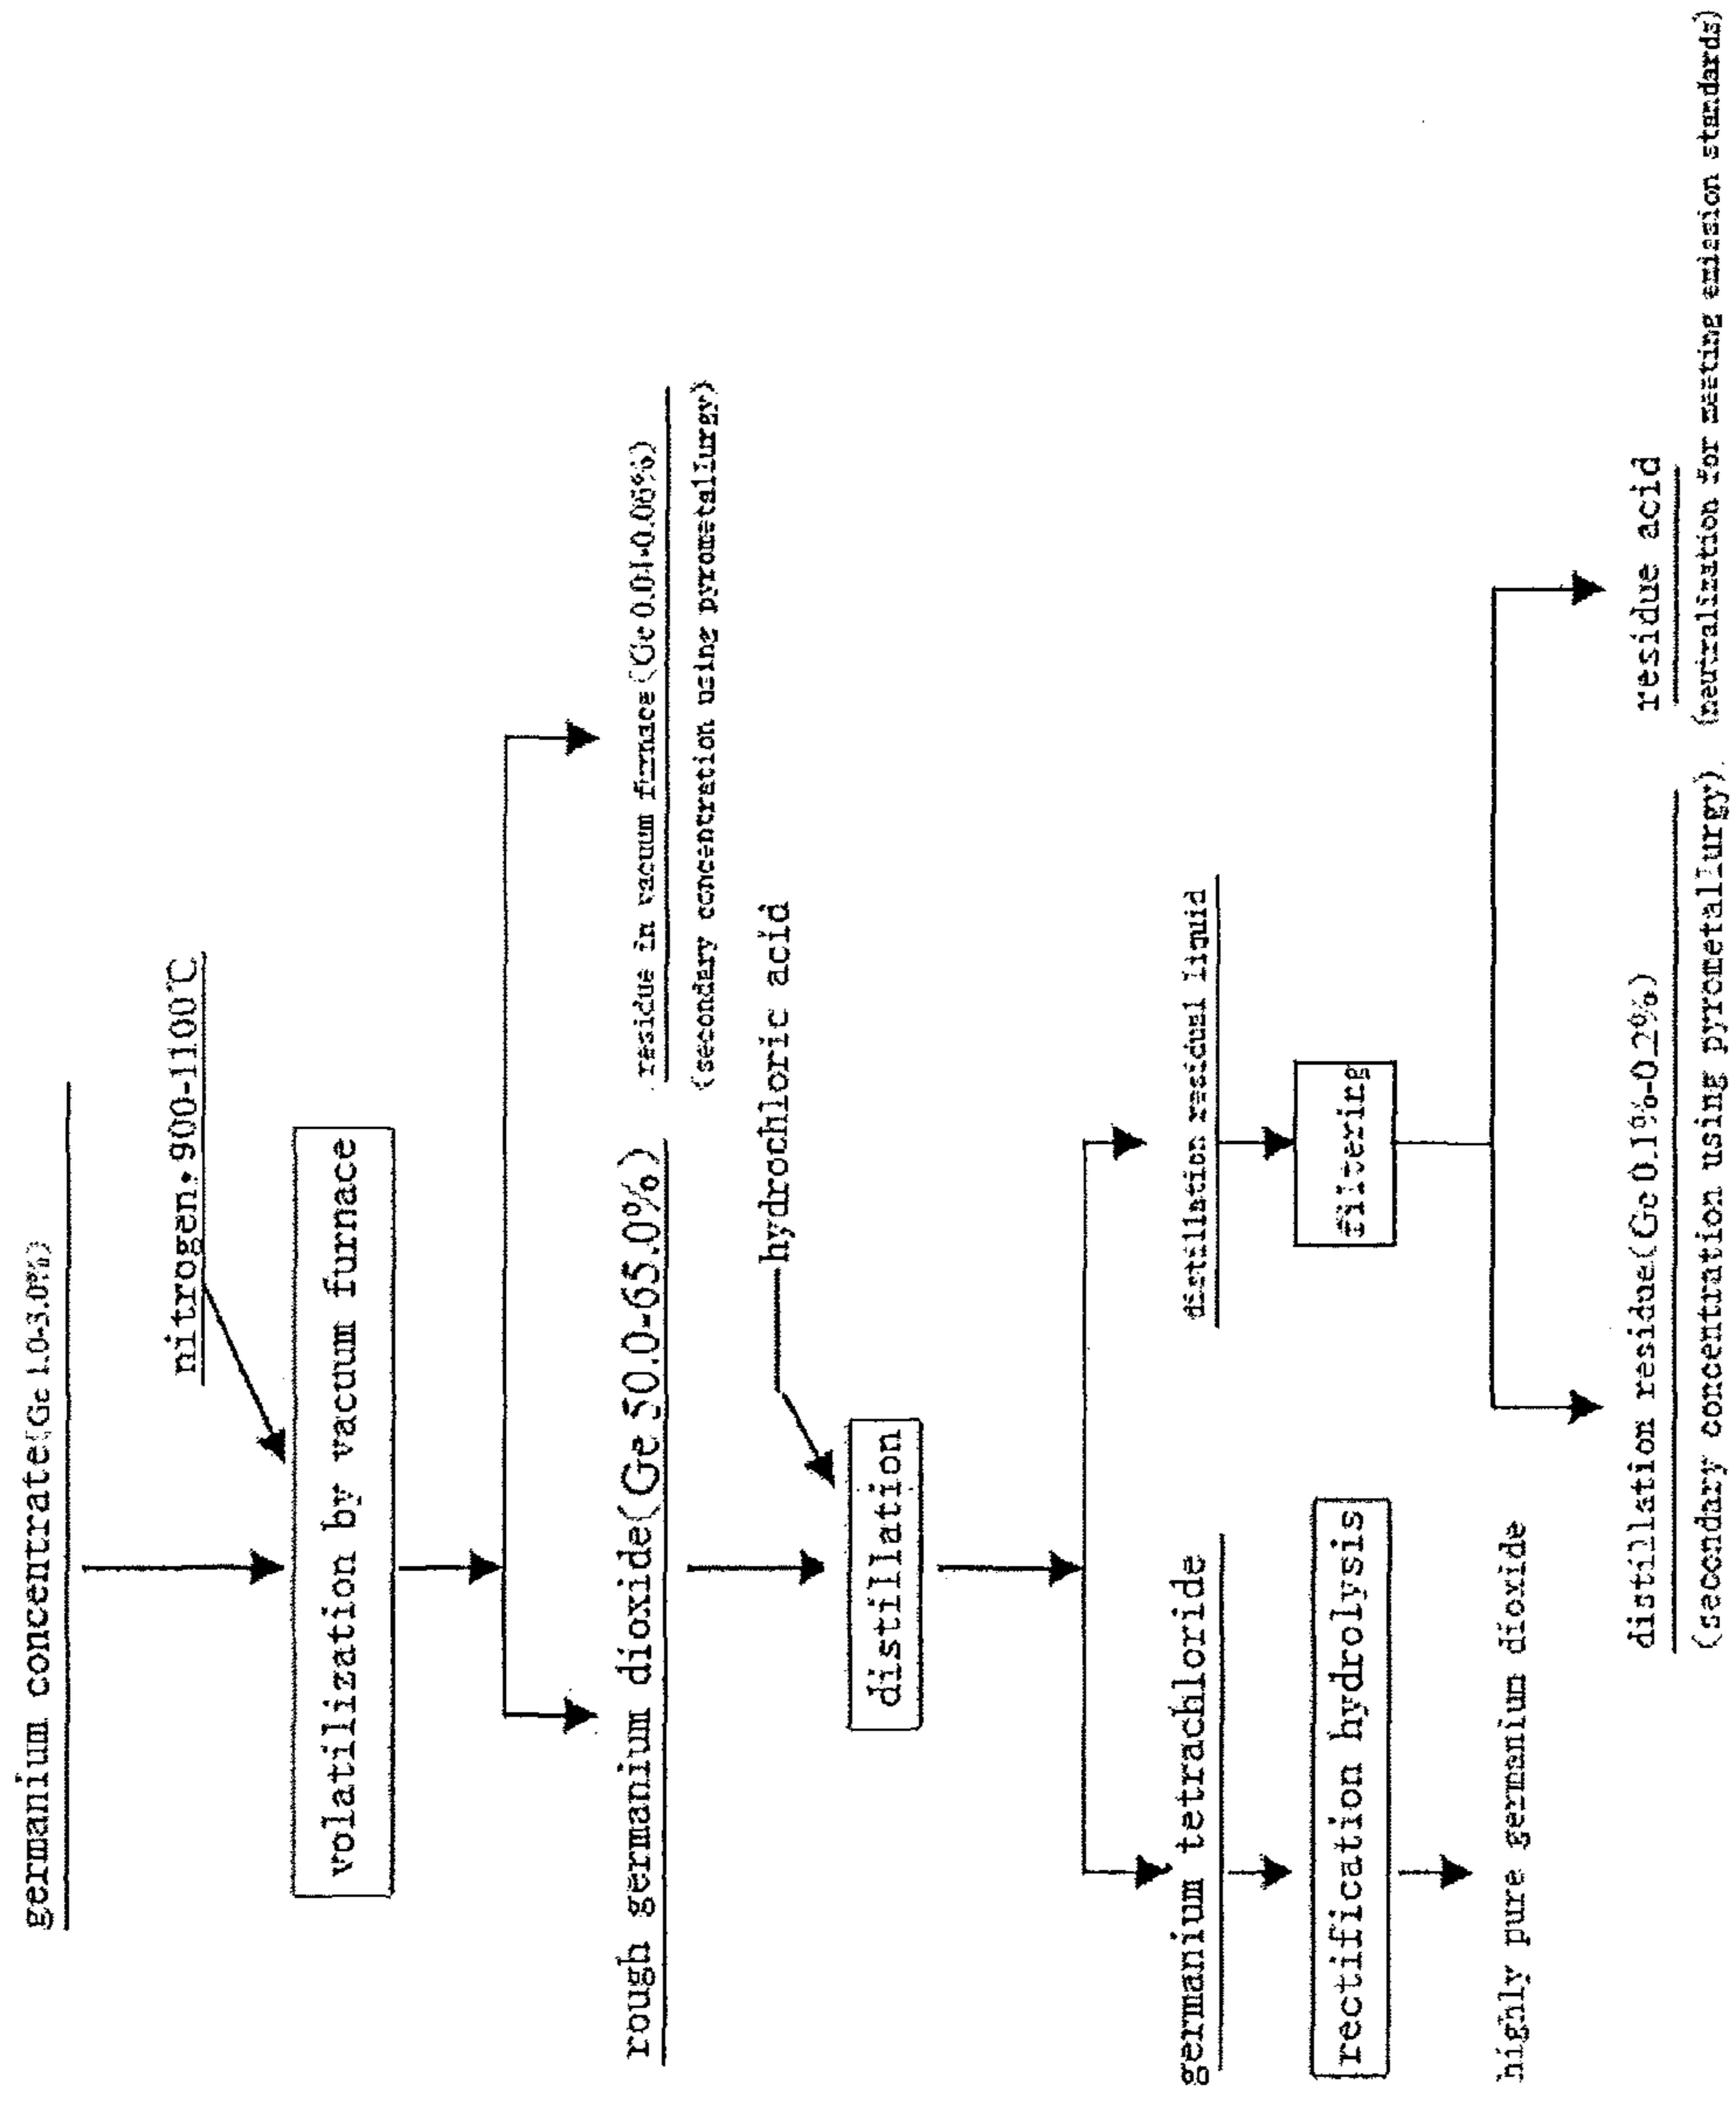 germanium concentrate(Ge 1.0-3.0%)
nitrogen,900-1100℃
volatilization by vacuum furnace
rough germanium dioxide(Ge 50.0-65.0%)
residue in vacuum furnace(Ge 0.01-0.06%)
(secondary concentration using pyrometallurgy)
hydrochloric acid
distillation
germanium tetrachloride
distillation residual liquid
rectification hydrolysis
filtering
highly pure germanium dioxide
distillation residue(Ge 0.1%-0.2%)
(secondary concentration using pyrometallurgy)
residue acid
(neutralization for meeting emission standards)